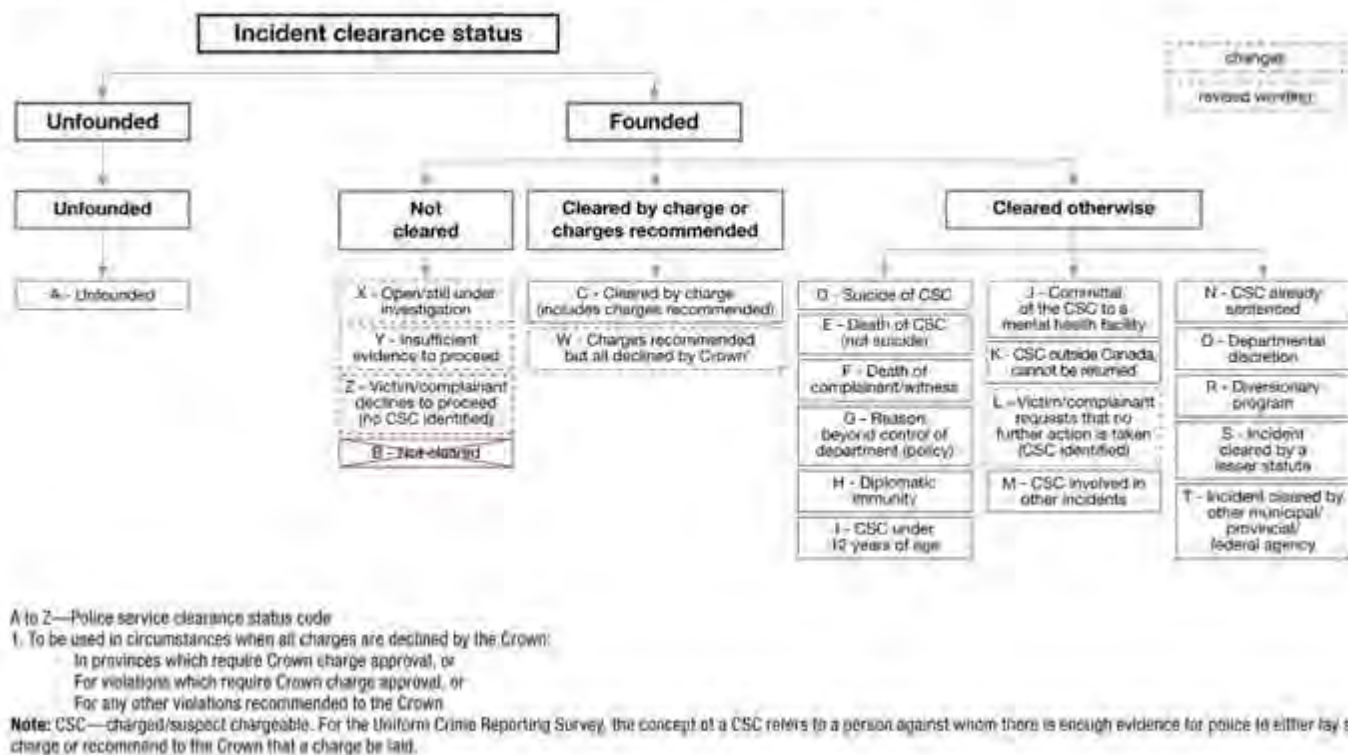 Incident clearance status
changes
revised wording
Unfounded
Founded
Unfounded
Not
cleared
Cleared by charge or
charges recommended
Cleared otherwise
A - Unfounded
X - Open/still under
investigation
Y - Insufficient
evidence to proceed
Z - Victim/complainant
declines to proceed
(no CSC identified)
B - Not cleared
C - Cleared by charge
(includes charges recommended)
W - Charges recommended
but all declined by Crown¹
D - Suicide of CSC
E - Death of CSC
(not suicide)
F - Death of
complainant/witness
G - Reason
beyond control of
department (policy)
H - Diplomatic
immunity
I - CSC under
12 years of age
J - Committal
of the CSC to a
mental health facility
K - CSC outside Canada,
cannot be returned
L - Victim/complainant
requests that no
further action is taken
(CSC identified)
M - CSC involved in
other incidents
N - CSC already
sentenced
O - Departmental
discretion
R - Diversionary
program
S - Incident
cleared by a
lesser statute
T - Incident cleared by
other municipal/
provincial/
federal agency
A to Z—Police service clearance status code
1. To be used in circumstances when all charges are declined by the Crown:
In provinces which require Crown charge approval, or
For violations which require Crown charge approval, or
For any other violations recommended to the Crown
Note: CSC—charged/suspect chargeable. For the Uniform Crime Reporting Survey, the concept of a CSC refers to a person against whom there is enough evidence for police to either lay a
charge or recommend to the Crown that a charge be laid.